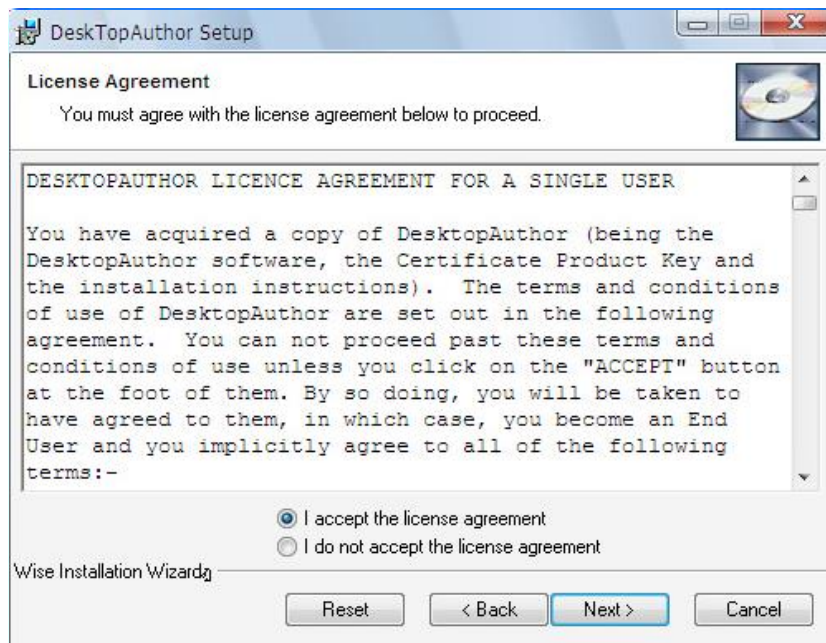 DeskTopAuthor Setup
License Agreement
You must agree with the license agreement below to proceed.
DESKTOPAUTHOR LICENCE AGREEMENT FOR A SINGLE USER
You have acquired a copy of DesktopAuthor (being the
DesktopAuthor software, the Certificate Product Key and
the installation instructions).  The terms and conditions
of use of DesktopAuthor are set out in the following
agreement.  You can not proceed past these terms and
conditions of use unless you click on the "ACCEPT" button
at the foot of them. By so doing, you will be taken to
have agreed to them, in which case, you become an End
User and you implicitly agree to all of the following
terms:-
I accept the license agreement
I do not accept the license agreement
Wise Installation Wizard
Reset
< Back
Next >
Cancel